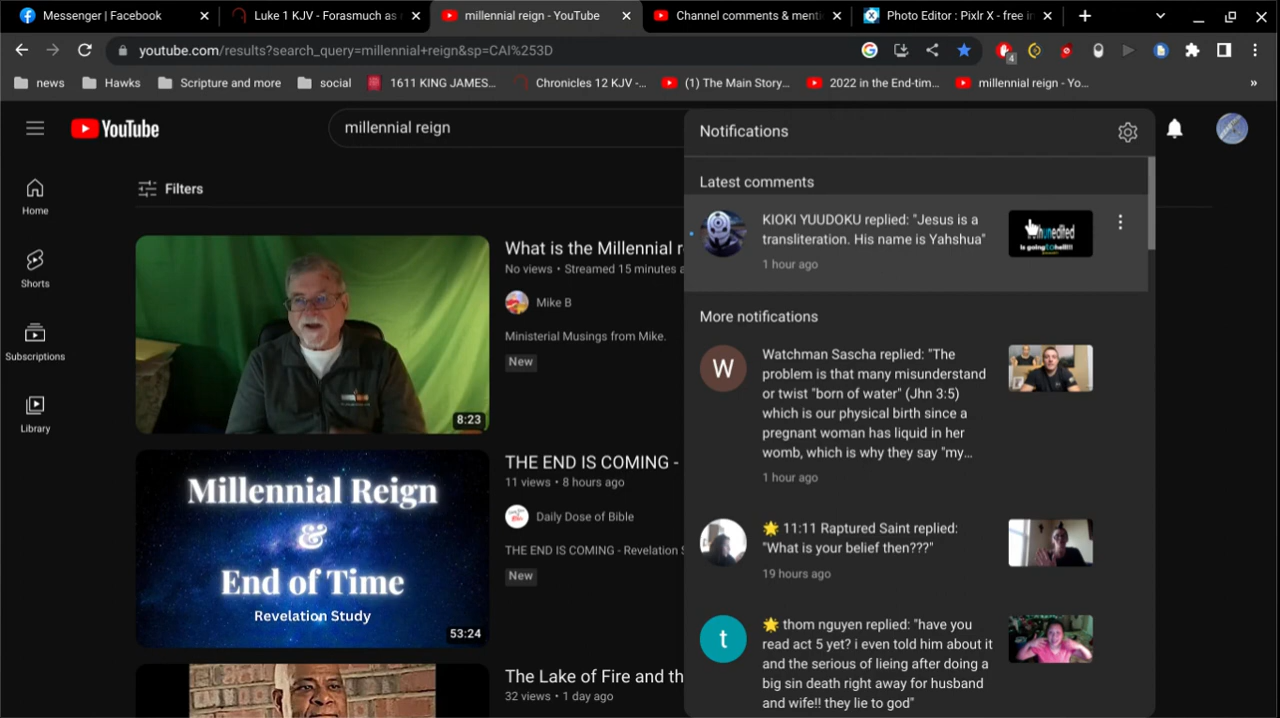 Messenger | Facebook
Luke 1 KJV - Forasmuch as
millennial reign - YouTube
Channel comments & menti
Photo Editor : Pixlr X - free i
youtube.com/results?search_query=millennial+reign&sp=CAI%253D
4
news
Hawks
Scripture and more
social
1611 KING JAMES...
Chronicles 12 KJV -...
(1) The Main Story...
2022 in the End-tim...
millennial reign - Yo...
»
YouTube
millennial reign
Notifications
Filters
Latest comments
Home
Shorts
Subscriptions
Library
KIOKI YUUDOKU replied: "Jesus is a
transliteration. His name is Yahshua"
1 hour ago
is goingtohell!!!
What is the Millennial r
No views • Streamed 15 minutes a
Mike B
Ministerial Musings from Mike.
New
8:23
More notifications
W
Watchman Sascha replied: "The
problem is that many misunderstand
or twist "born of water" (Jhn 3:5)
which is our physical birth since a
pregnant woman has liquid in her
womb, which is why they say "my...
1 hour ago
Millennial Reign
&
End of Time
Revelation Study
53:24
THE END IS COMING -
11 views • 8 hours ago
Daily Dose of Bible
THE END IS COMING - Revelation S
New
11:11 Raptured Saint replied:
"What is your belief then???"
19 hours ago
t
thom nguyen replied: "have you
read act 5 yet? i even told him about it
and the serious of lieing after doing a
big sin death right away for husband
and wife!! they lie to god"
The Lake of Fire and th
32 views • 1 day ago